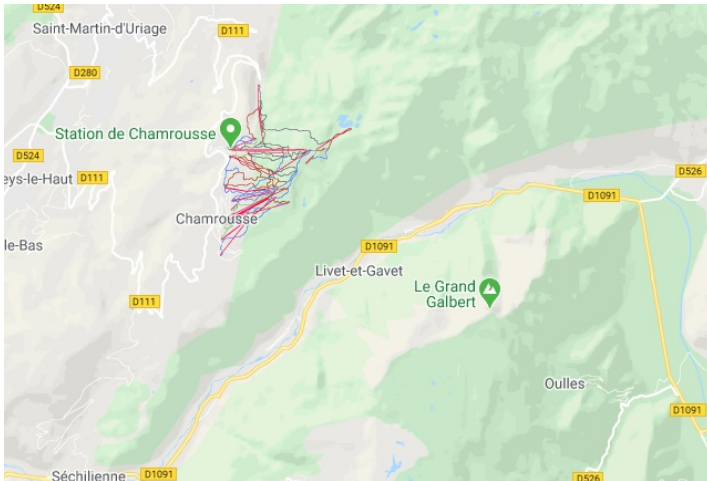 D524
Saint-Martin-d'Uriage
D111
D280
Station de Chamrousse
D524
eys-le-Haut
D111
D526
D1091
Chamrousse
le-Bas
D1091
Livet-et-Gavet
Le Grand
Galbert
D111
Oulles
D1091
Séchilienne
D1091
D526